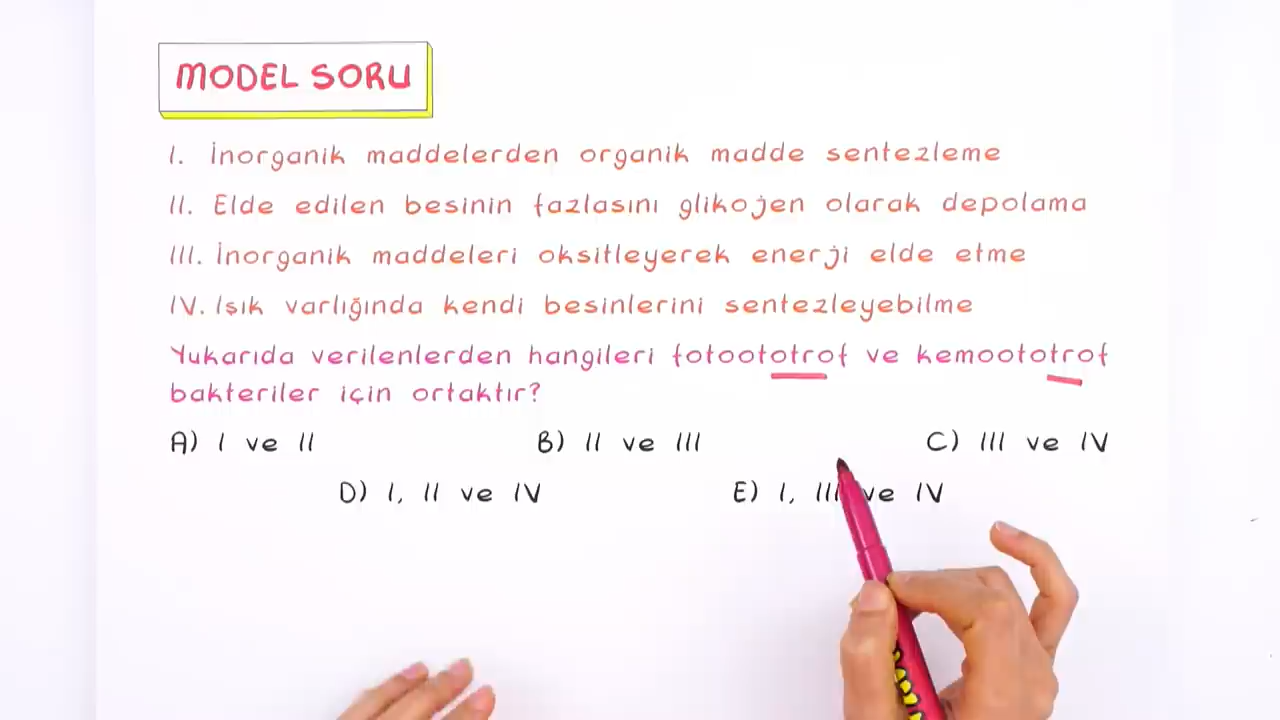 MODEL SORU
I. İnorganik maddelerden organik madde sentezleme
II. Elde edilen besinin fazlasını glikojen olarak depolama
III. İnorganik maddeleri oksitleyerek enerji elde etme
IV. Işık varlığında kendi besinlerini sentezleyebilme
Yukarıda verilenlerden hangileri fotoototrof ve kemoototrof
bakteriler için ortaktır?
A) I ve II B) II ve III C) III ve IV
D) I, II ve IV E) I, III ve IV